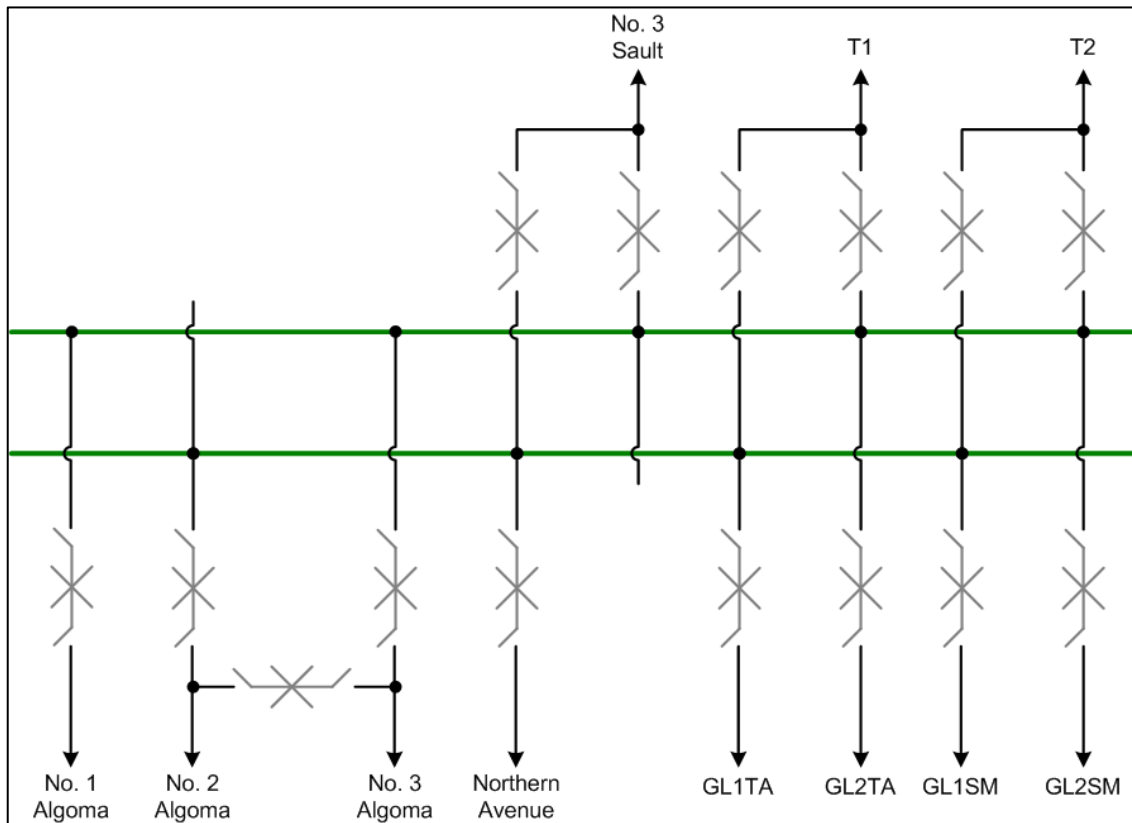 No. 3
Sault
T1
T2
No. 1
Algoma
No. 2
Algoma
No. 3
Algoma
Northern
Avenue
GL1TA
GL2TA
GL1SM
GL2SM